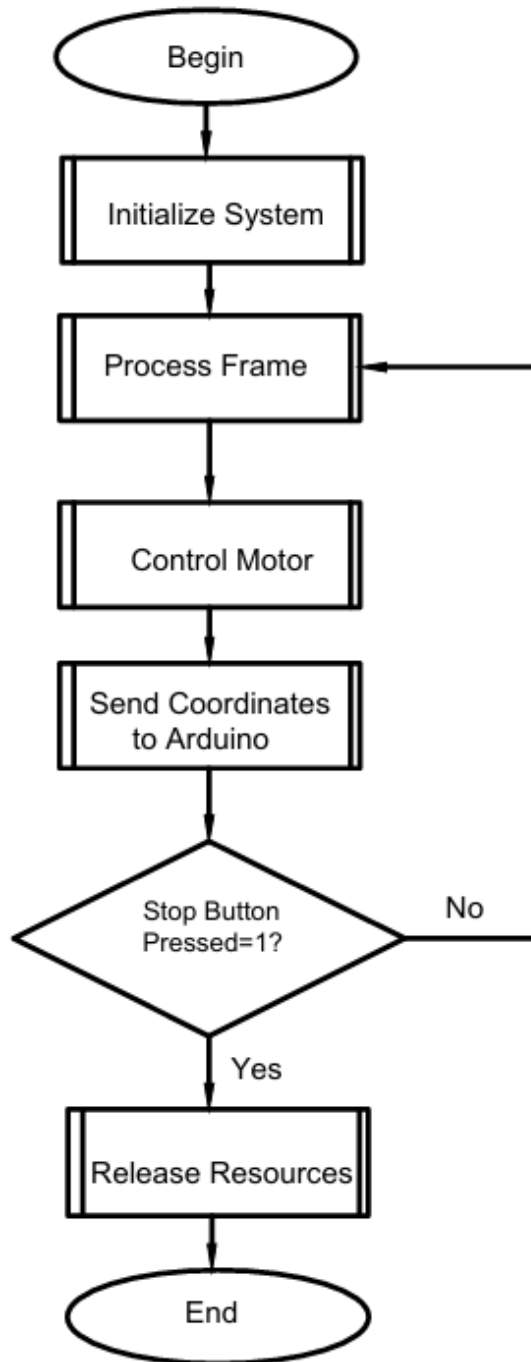 Begin
Initialize System
Process Frame
Control Motor
Send Coordinates
to Arduino
Stop Button
Pressed=1?
No
Yes
Release Resources
End